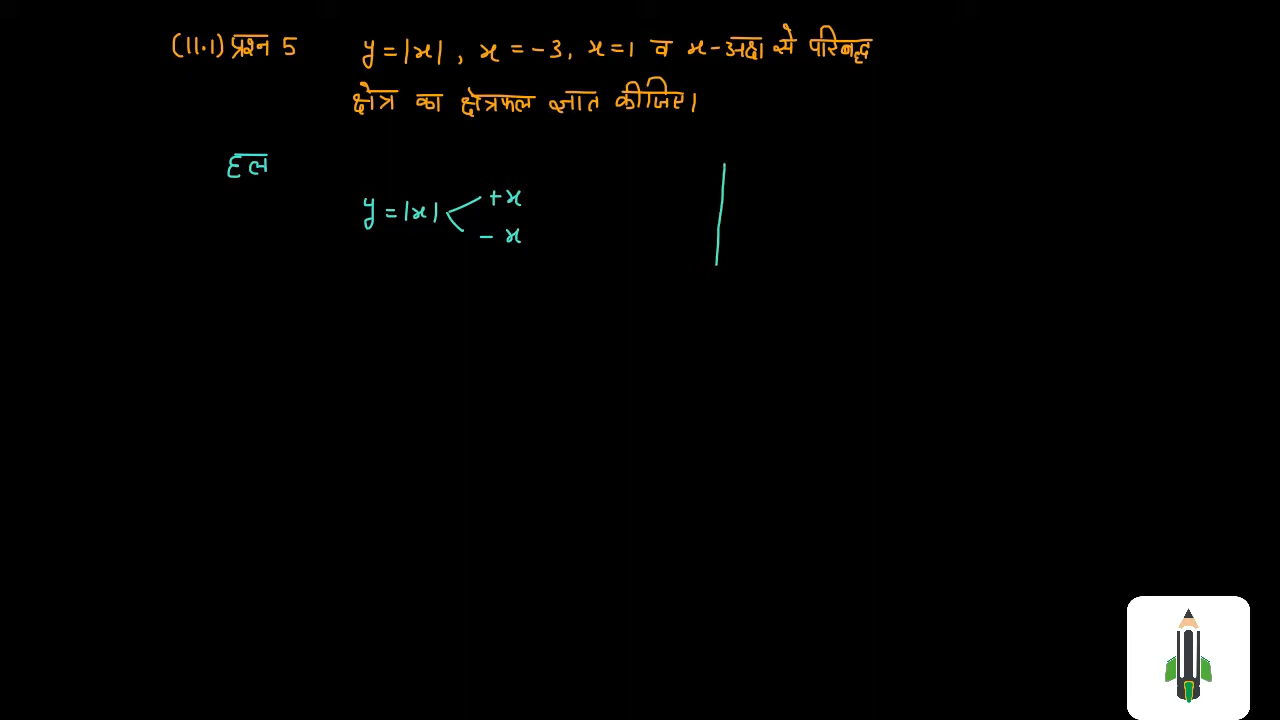 (11.1) प्रश्न 5 y = |x| , x = -3, x = 1 व x-अक्ष से परिबद्ध
क्षेत्र का क्षेत्रफल ज्ञात कीजिए।
हल
y = |x| < +x
- x